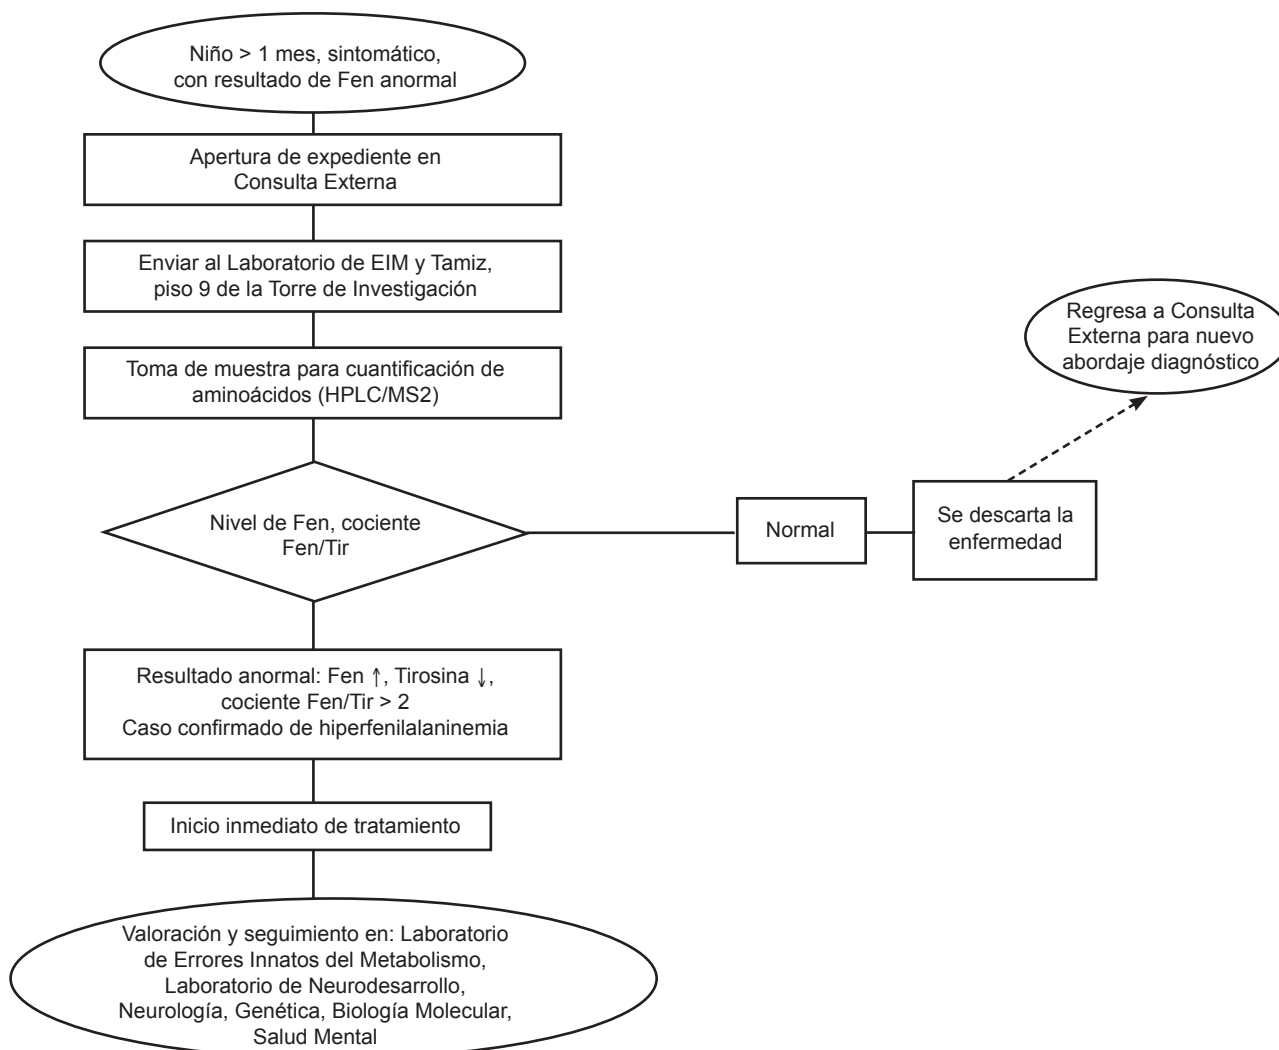 Niño > 1 mes, sintomático,
con resultado de Fen anormal
Apertura de expediente en
Consulta Externa
Enviar al Laboratorio de EIM y Tamiz,
piso 9 de la Torre de Investigación
Toma de muestra para cuantificación de
aminoácidos (HPLC/MS2)
Nivel de Fen, cociente
Fen/Tir
Normal
Se descarta la
enfermedad
Regresa a Consulta
Externa para nuevo
abordaje diagnóstico
Resultado anormal: Fen ↑, Tirosina ↓,
cociente Fen/Tir > 2
Caso confirmado de hiperfenilalaninemia
Inicio inmediato de tratamiento
Valoración y seguimiento en: Laboratorio
de Errores Innatos del Metabolismo,
Laboratorio de Neurodesarrollo,
Neurología, Genética, Biología Molecular,
Salud Mental